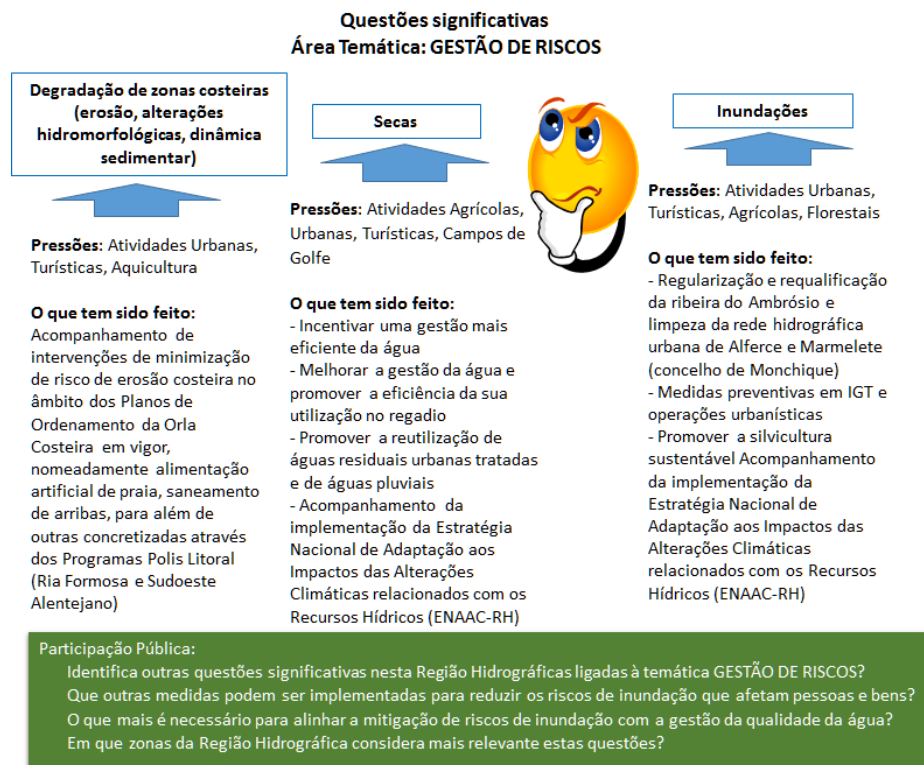 Questões significativas
Área Temática: GESTÃO DE RISCOS
Degradação de zonas costeiras
(erosão, alterações
hidromorfológicas, dinâmica
sedimentar)
Pressões: Atividades Urbanas,
Turísticas, Aquicultura
O que tem sido feito:
Acompanhamento de
intervenções de minimização
de risco de erosão costeira no
âmbito dos Planos de
Ordenamento da Orla
Costeira em vigor,
nomeadamente alimentação
artificial de praia, saneamento
de arribas, para além de
outras concretizadas através
dos Programas Polis Litoral
(Ria Formosa e Sudoeste
Alentejano)
Secas
Pressões: Atividades Agrícolas,
Urbanas, Turísticas, Campos de
Golfe
O que tem sido feito:
- Incentivar uma gestão mais
eficiente da água
- Melhorar a gestão da água e
promover a eficiência da sua
utilização no regadio
- Promover a reutilização de
águas residuais urbanas tratadas
e de águas pluviais
- Acompanhamento da
implementação da Estratégia
Nacional de Adaptação aos
Impactos das Alterações
Climáticas relacionados com os
Recursos Hídricos (ENAAC-RH)
Inundações
Pressões: Atividades Urbanas,
Turísticas, Agrícolas, Florestais
O que tem sido feito:
- Regularização e requalificação
da ribeira do Ambrósio e
limpeza da rede hidrográfica
urbana de Alferce e Marmelete
(concelho de Monchique)
- Medidas preventivas em IGT e
operações urbanísticas
- Promover a silvicultura
sustentável Acompanhamento
da implementação da
Estratégia Nacional de
Adaptação aos Impactos das
Alterações Climáticas
relacionados com os Recursos
Hídricos (ENAAC-RH)
Participação Pública:
Identifica outras questões significativas nesta Região Hidrográficas ligadas à temática GESTÃO DE RISCOS?
Que outras medidas podem ser implementadas para reduzir os riscos de inundação que afetam pessoas e bens?
O que mais é necessário para alinhar a mitigação de riscos de inundação com a gestão da qualidade da água?
Em que zonas da Região Hidrográfica considera mais relevante estas questões?